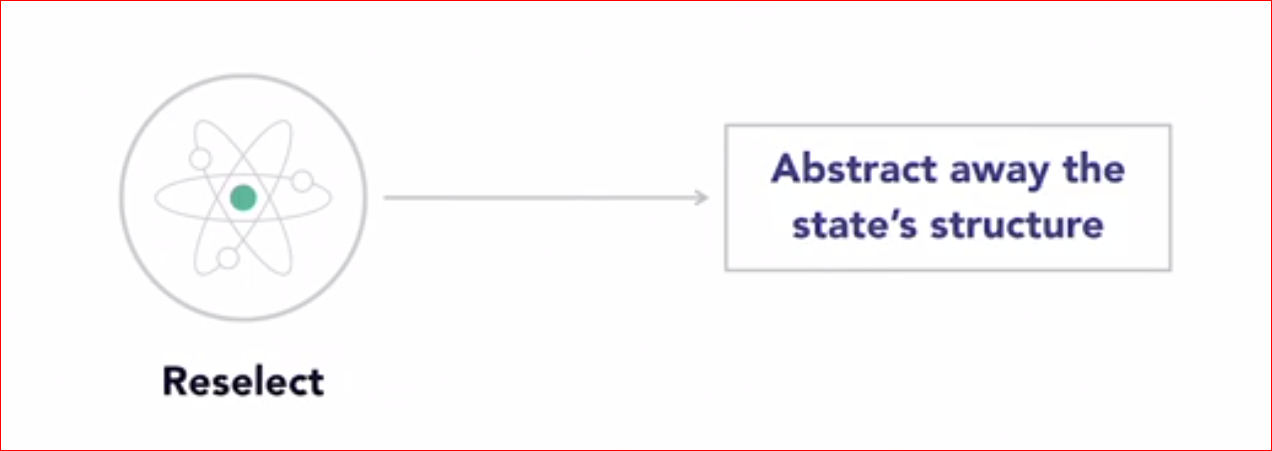 Abstract away the
state’s structure
Reselect